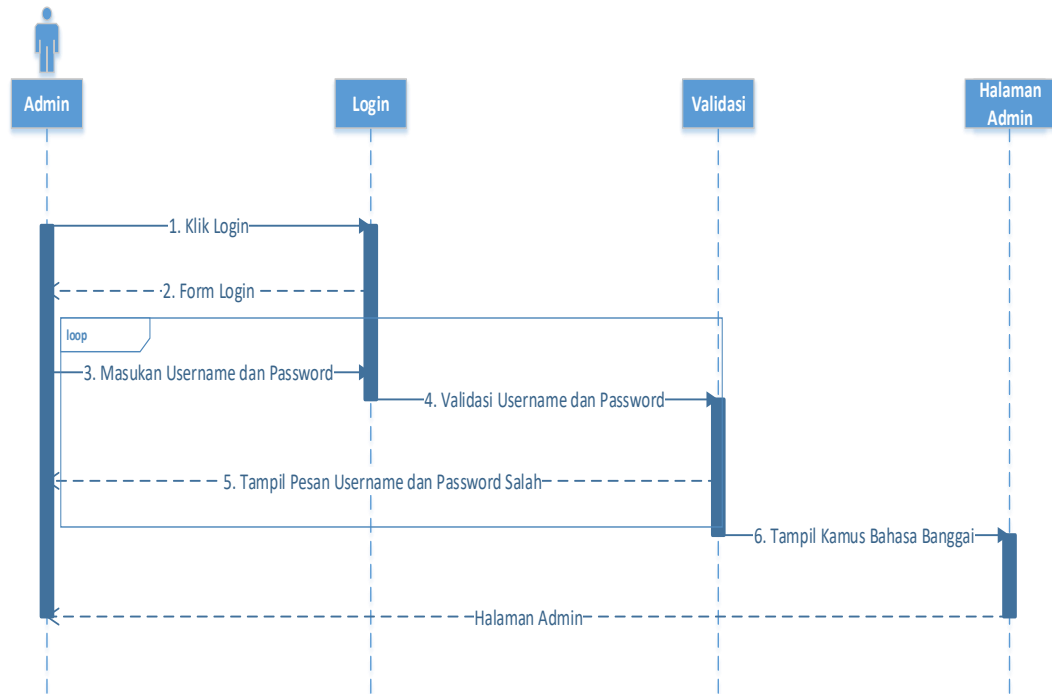 Admin
Login
Validasi
Halaman
Admin
1. Klik Login
2. Form Login
loop
3. Masukan Username dan Password
4. Validasi Username dan Password
5. Tampil Pesan Username dan Password Salah
6. Tampil Kamus Bahasa Banggai
Halaman Admin